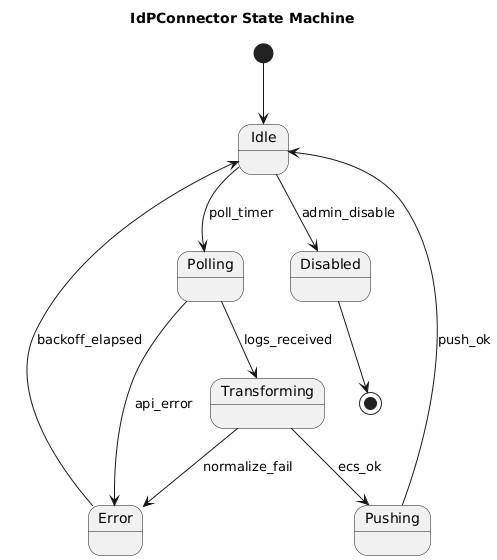 IdPConnector State Machine
Idle
poll_timer
admin_disable
Polling
Disabled
backoff_elapsed
logs_received
push_ok
Transforming
api_error
normalize_fail
ecs_ok
Error
Pushing